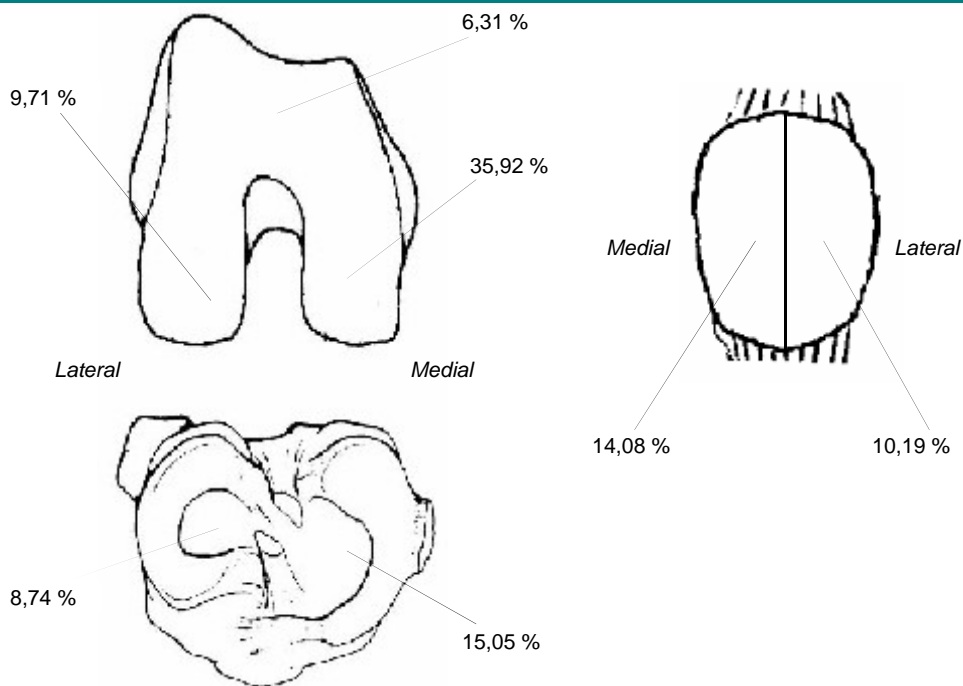 6,31 %
9,71 %
35,92 %
Medial
Lateral
Lateral
Medial
14,08 %
10,19 %
8,74 %
15,05 %